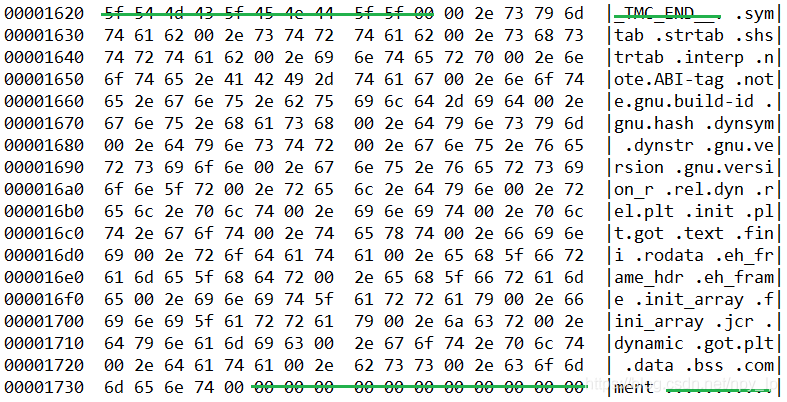 00001620 5f 54 4d 43 5f 45 4e 44 5f 5f 00 00 2e 73 79 6d |_TMC_END__. .sym|
00001630 74 61 62 00 2e 73 74 72 74 61 62 00 2e 73 68 73 |tab .strtab .shs|
00001640 74 72 74 61 62 00 2e 69 6e 74 65 72 70 00 2e 6e |trtab .interp .n|
00001650 6f 74 65 2e 41 42 49 2d 74 61 67 00 2e 6e 6f 74 |ote.ABI-tag .not|
00001660 65 2e 67 6e 75 2e 62 75 69 6c 64 2d 69 64 00 2e |e.gnu.build-id .|
00001670 67 6e 75 2e 68 61 73 68 00 2e 64 79 6e 73 79 6d |gnu.hash .dynsym|
00001680 00 2e 64 79 6e 73 74 72 00 2e 67 6e 75 2e 76 65 | .dynstr .gnu.ve|
00001690 72 73 69 6f 6e 00 2e 67 6e 75 2e 76 65 72 73 69 |rsion .gnu.versi|
000016a0 6f 6e 5f 72 00 2e 72 65 6c 2e 64 79 6e 00 2e 72 |on_r .rel.dyn .r|
000016b0 65 6c 2e 70 6c 74 00 2e 69 6e 69 74 00 2e 70 6c |el.plt .init .pl|
000016c0 74 2e 67 6f 74 00 2e 74 65 78 74 00 2e 66 69 6e |t.got .text .fin|
000016d0 69 00 2e 72 6f 64 61 74 61 00 2e 65 68 5f 66 72 |i .rodata .eh_fr|
000016e0 61 6d 65 5f 68 64 72 00 2e 65 68 5f 66 72 61 6d |ame_hdr .eh_fram|
000016f0 65 00 2e 69 6e 69 74 5f 61 72 72 61 79 00 2e 66 |e .init_array .f|
00001700 69 6e 69 5f 61 72 72 61 79 00 2e 6a 63 72 00 2e |ini_array .jcr .|
00001710 64 79 6e 61 6d 69 63 00 2e 67 6f 74 2e 70 6c 74 |dynamic .got.plt|
00001720 00 2e 64 61 74 61 00 2e 62 73 73 00 2e 63 6f 6d | .data .bss .com|
00001730 6d 65 6e 74 00 00 00 00 00 00 00 00 00 00 00 00 |ment ...........|